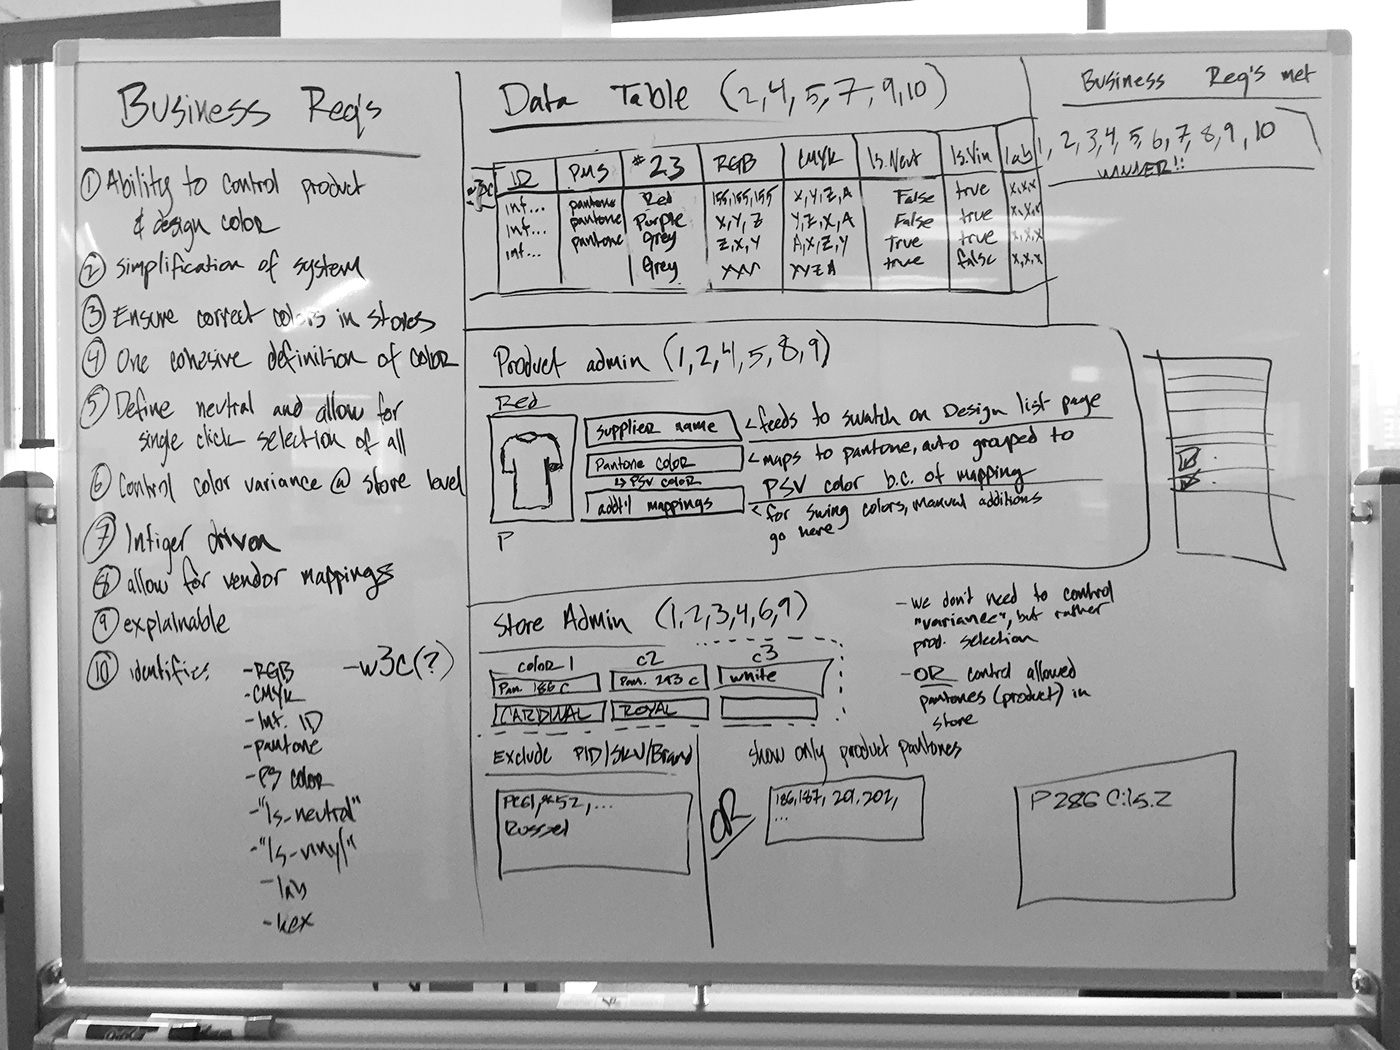 Business Req's
① Ability to control product
& design color
② simplification of system
③ Ensure correct colors in stores
④ One cohesive definition of color
⑤ Define neutral and allow for
single click selection of all
⑥ Control color variance @ store level
⑦ Intiger driven
⑧ allow for vendor mappings
⑨ explainable
⑩ identifies
-RGB
-CMYK
-Int. ID
-pantone
-PS color
-"Is-neutral"
-"Is-vinyl"
-lab
-hex
-w3c(?)
Data Table (2,4,5,7,9,10)
w3c ID PMS #23 RGB CMYK Is.Neut Is.Vin lab
int... pantone Red 155,155,155 X,Y,Z,A False true X,X,X
int... pantone Purple X,Y,Z Y,Z,X,A False true X,X,X
int... pantone Grey Z,X,Y A,X,Z,Y True true X,X,X
Grey XYZA true false X,X,X
Business Req's met
1, 2, 3, 4, 5, 6, 7, 8, 9, 10
WINNER!!
Product admin (1,2,4,5,8,9)
Red
P
supplier name
< feeds to swatch on Design list page
Pantone color
↳ PSV color
< maps to pantone, auto grouped to
PSV color b.c. of mapping
addt'l mappings
< for swing colors, manual additions
go here
Store Admin (1,2,3,4,6,9)
color 1 c2 c3
Pan. 186 C Pan. 283 C white
CARDINAL ROYAL
- we don't need to control
"variance", but rather
prod. selection
- OR control allowed
pantones (product) in
store
Exclude PID/SKU/Brand
PC61, *52, ...
Russel
OR
show only product pantones
186,187, 201,202,
...
P286 C:Is.2